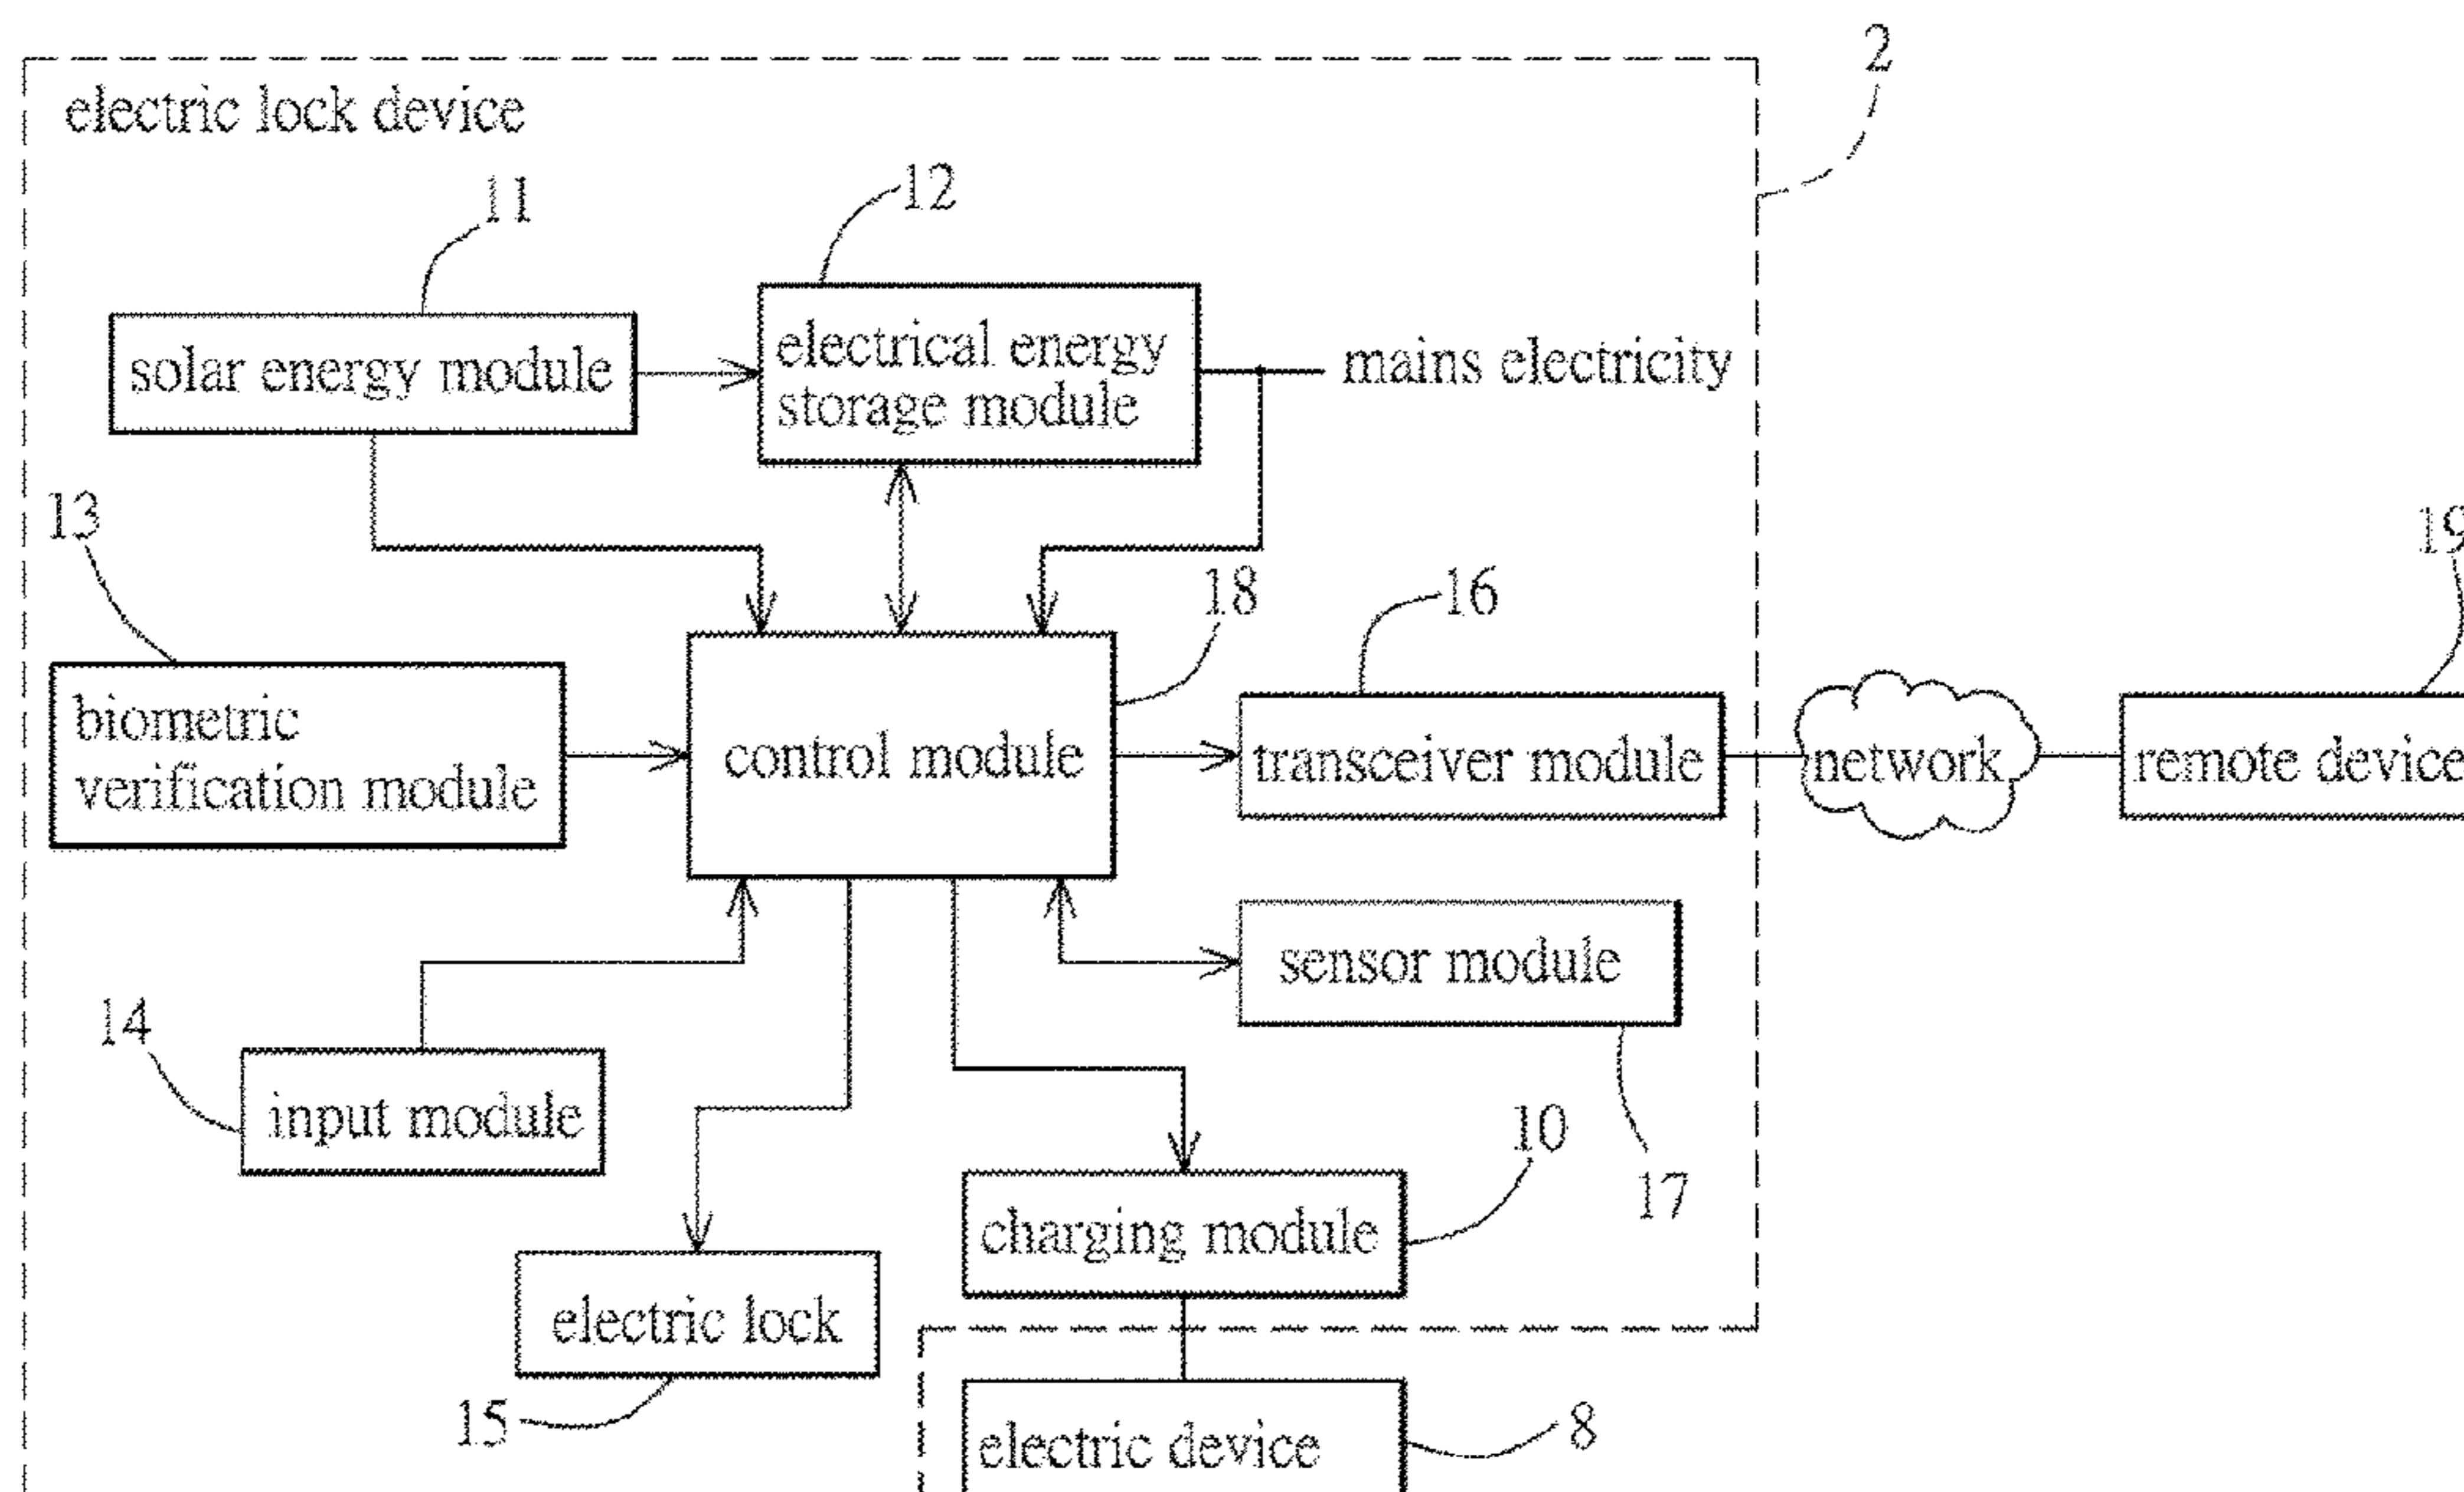 2
electric lock device
11
12
solar energy module
electrical energy
storage module
mains electricity
13
18
16
19
biometric
verification module
control module
transceiver module
network
remote device
sensor module
14
input module
10
17
charging module
electric lock
15
electric device
8